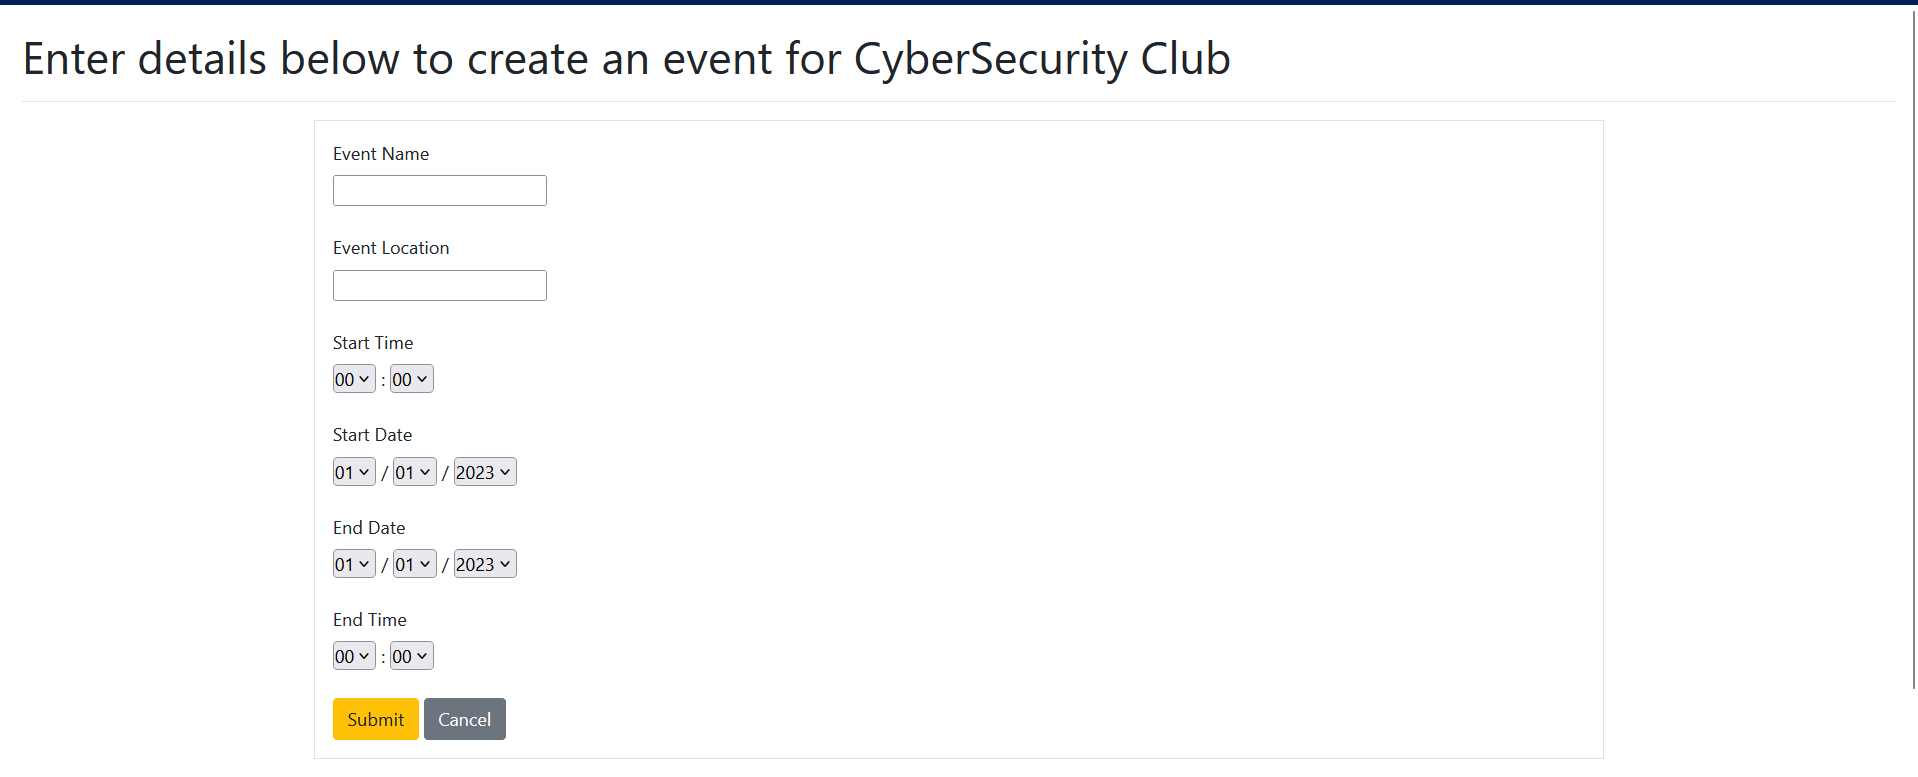 Enter details below to create an event for CyberSecurity Club
Event Name
Event Location
Start Time
00 : 00
Start Date
01 / 01 / 2023
End Date
01 / 01 / 2023
End Time
00 : 00
Submit Cancel